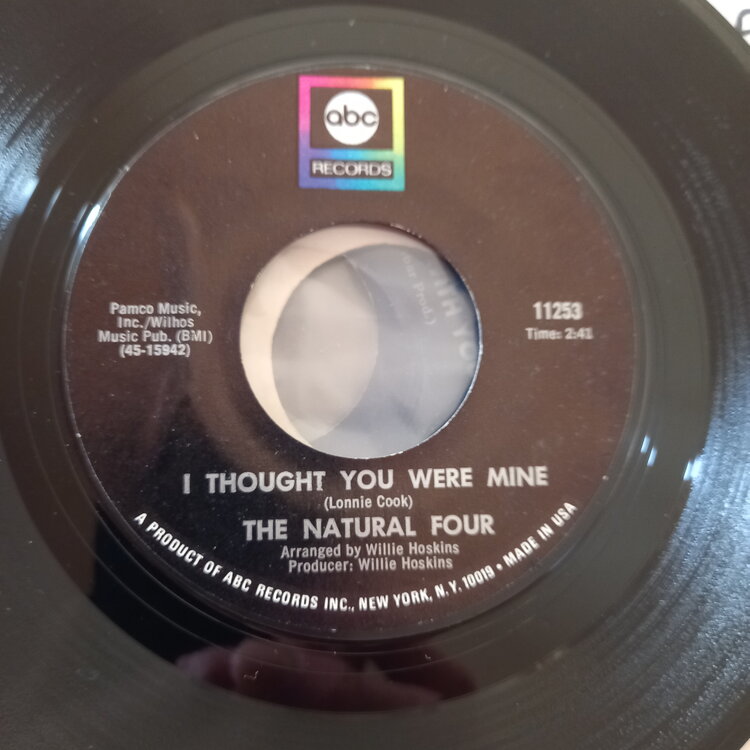 abc
RECORDS
Pamco Music,
Inc./Wilhos
Music Pub. (BMI)
(45-15942)
11253
Time: 2:41
I THOUGHT YOU WERE MINE
(Lonnie Cook)
THE NATURAL FOUR
Arranged by Willie Hoskins
Producer: Willie Hoskins
A PRODUCT OF ABC RECORDS INC., NEW YORK, N.Y. 10019 • MADE IN USA